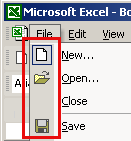 Microsoft Excel - Bo
File Edit View
New...
Open...
Close
Save